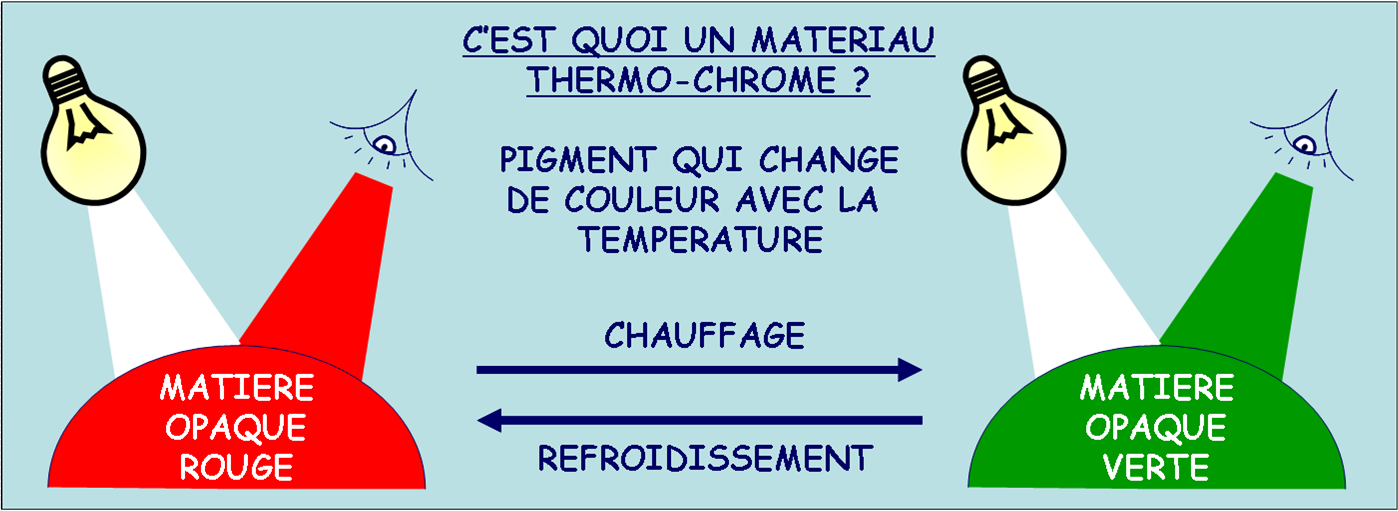 C'EST QUOI UN MATERIAU
THERMO-CHROME ?
PIGMENT QUI CHANGE
DE COULEUR AVEC LA
TEMPERATURE
CHAUFFAGE
REFROIDISSEMENT
MATIERE
OPAQUE
ROUGE
MATIERE
OPAQUE
VERTE